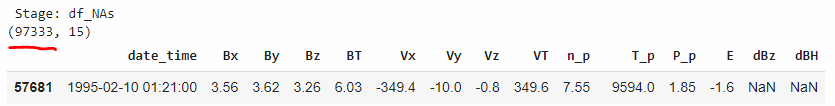 Stage: df_NAs
(97333, 15)
date_time Bx By Bz BT Vx Vy Vz VT n_p T_p P_p E dBz dBH
57681 1995-02-10 01:21:00 3.56 3.62 3.26 6.03 -349.4 -10.0 -0.8 349.6 7.55 9594.0 1.85 -1.6 NaN NaN